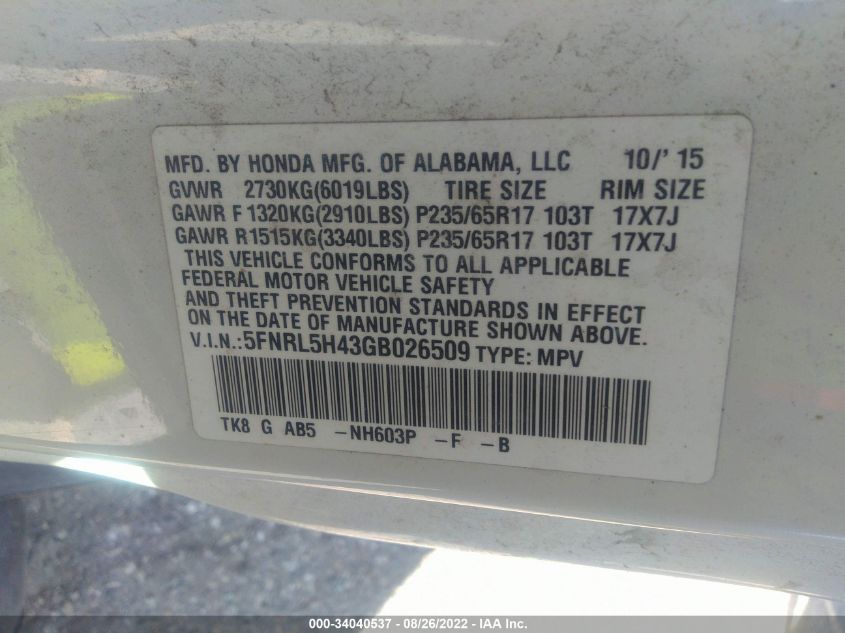 MFD. BY HONDA MFG. OF ALABAMA, LLC 10/'15
GVWR 2730KG(6019LBS) TIRE SIZE RIM SIZE
GAWR F 1320KG(2910LBS) P235/65R17 103T 17X7J
GAWR R1515KG(3340LBS) P235/65R17 103T 17X7J
THIS VEHICLE CONFORMS TO ALL APPLICABLE
FEDERAL MOTOR VEHICLE SAFETY
AND THEFT PREVENTION STANDARDS IN EFFECT
ON THE DATE OF MANUFACTURE SHOWN ABOVE.
V.I.N.:5FNRL5H43GB026509 TYPE: MPV
TK8 G AB5 -NH603P -F -B
000-34040537 - 08/26/2022 - IAA Inc.